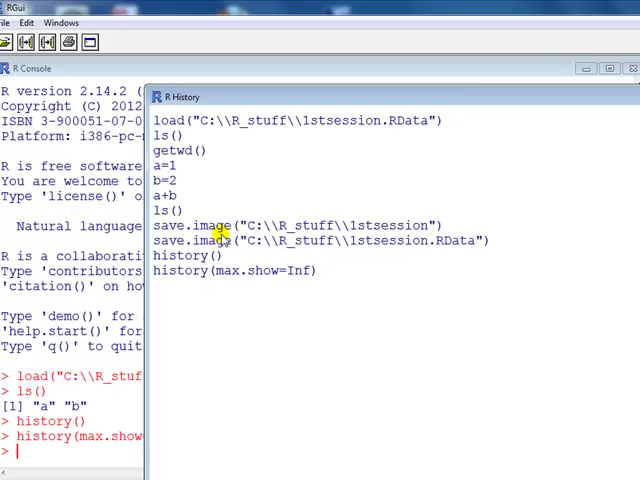 RGui
File Edit Windows
R Console
R version 2.14.2 (
Copyright (C) 2012
ISBN 3-900051-07-0
Platform: i386-pc-
R is free software
You are welcome to
Type 'license()' o
Natural language
R is a collaborati
Type 'contributors
'citation()' on ho
Type 'demo()' for
'help.start()' for
Type 'q()' to quit
> load("C:\\R_stuf
> ls()
[1] "a" "b"
> history()
> history(max.show
>
R History
load("C:\\R_stuff\\1stsession.RData")
ls()
getwd()
a=1
b=2
a+b
ls()
save.image("C:\\R_stuff\\1stsession")
save.image("C:\\R_stuff\\1stsession.RData")
history()
history(max.show=Inf)